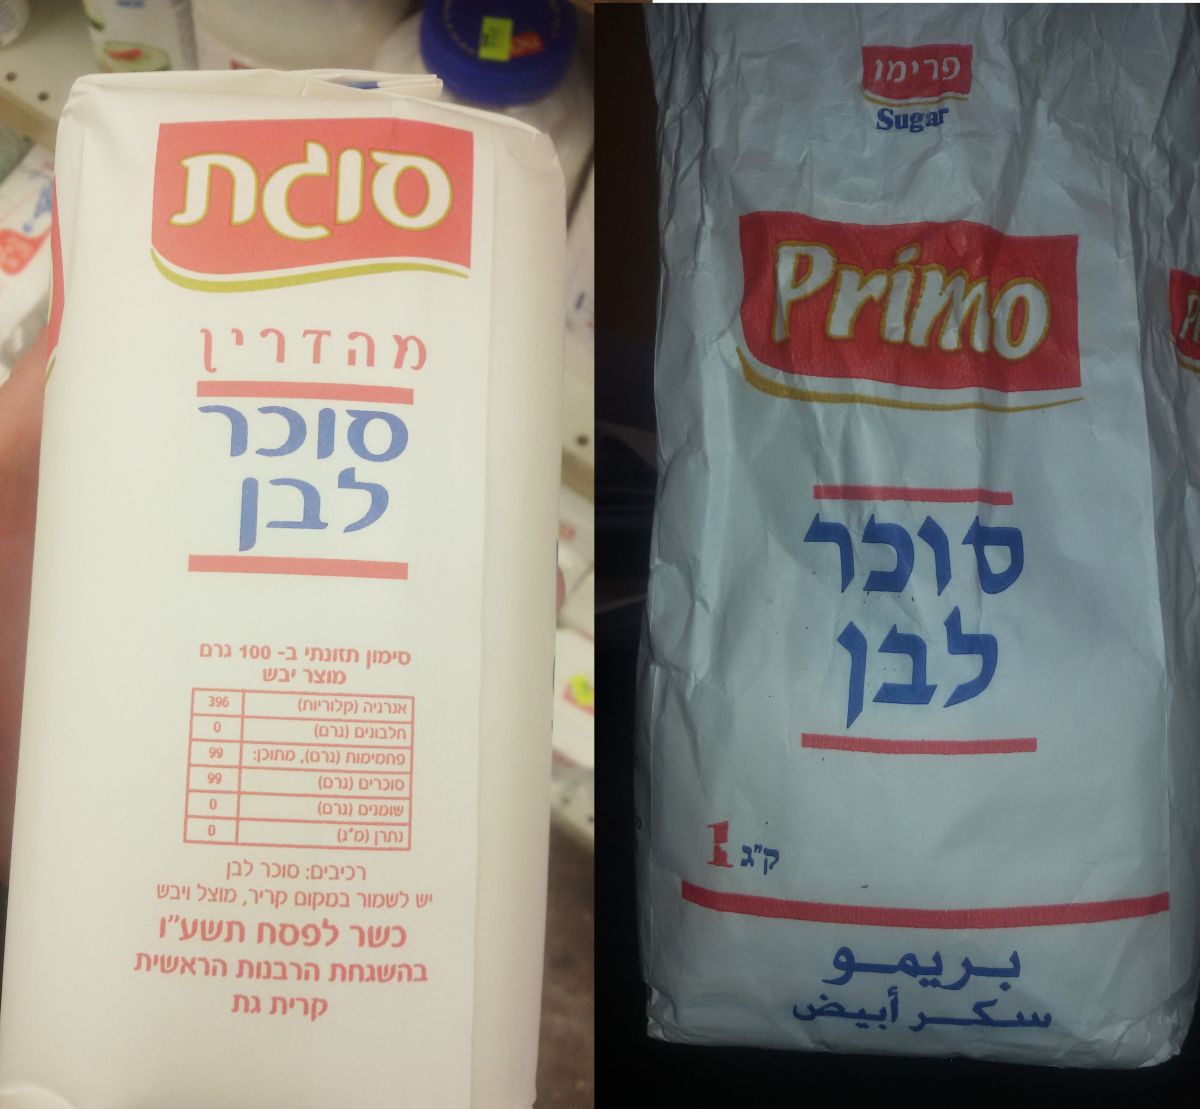 סוגת
מהדרין
סוכר
לבן
סימון תזונתי ב- 100 גרם
מוצר יבש
אנרגיה (קלוריות) 396
חלבונים (גרם) 0
פחמימות (גרם), מתוכן: 99
סוכרים (גרם) 99
שומנים (גרם) 0
נתרן (מ"ג) 0
רכיבים: סוכר לבן
יש לשמור במקום קריר, מוצל ויבש
כשר לפסח תשע"ו
בהשגחת הרבנות הראשית
קרית גת
פרימו
Sugar
Primo
סוכר
לבן
1 ק"ג
بريمو
سكر أبيض